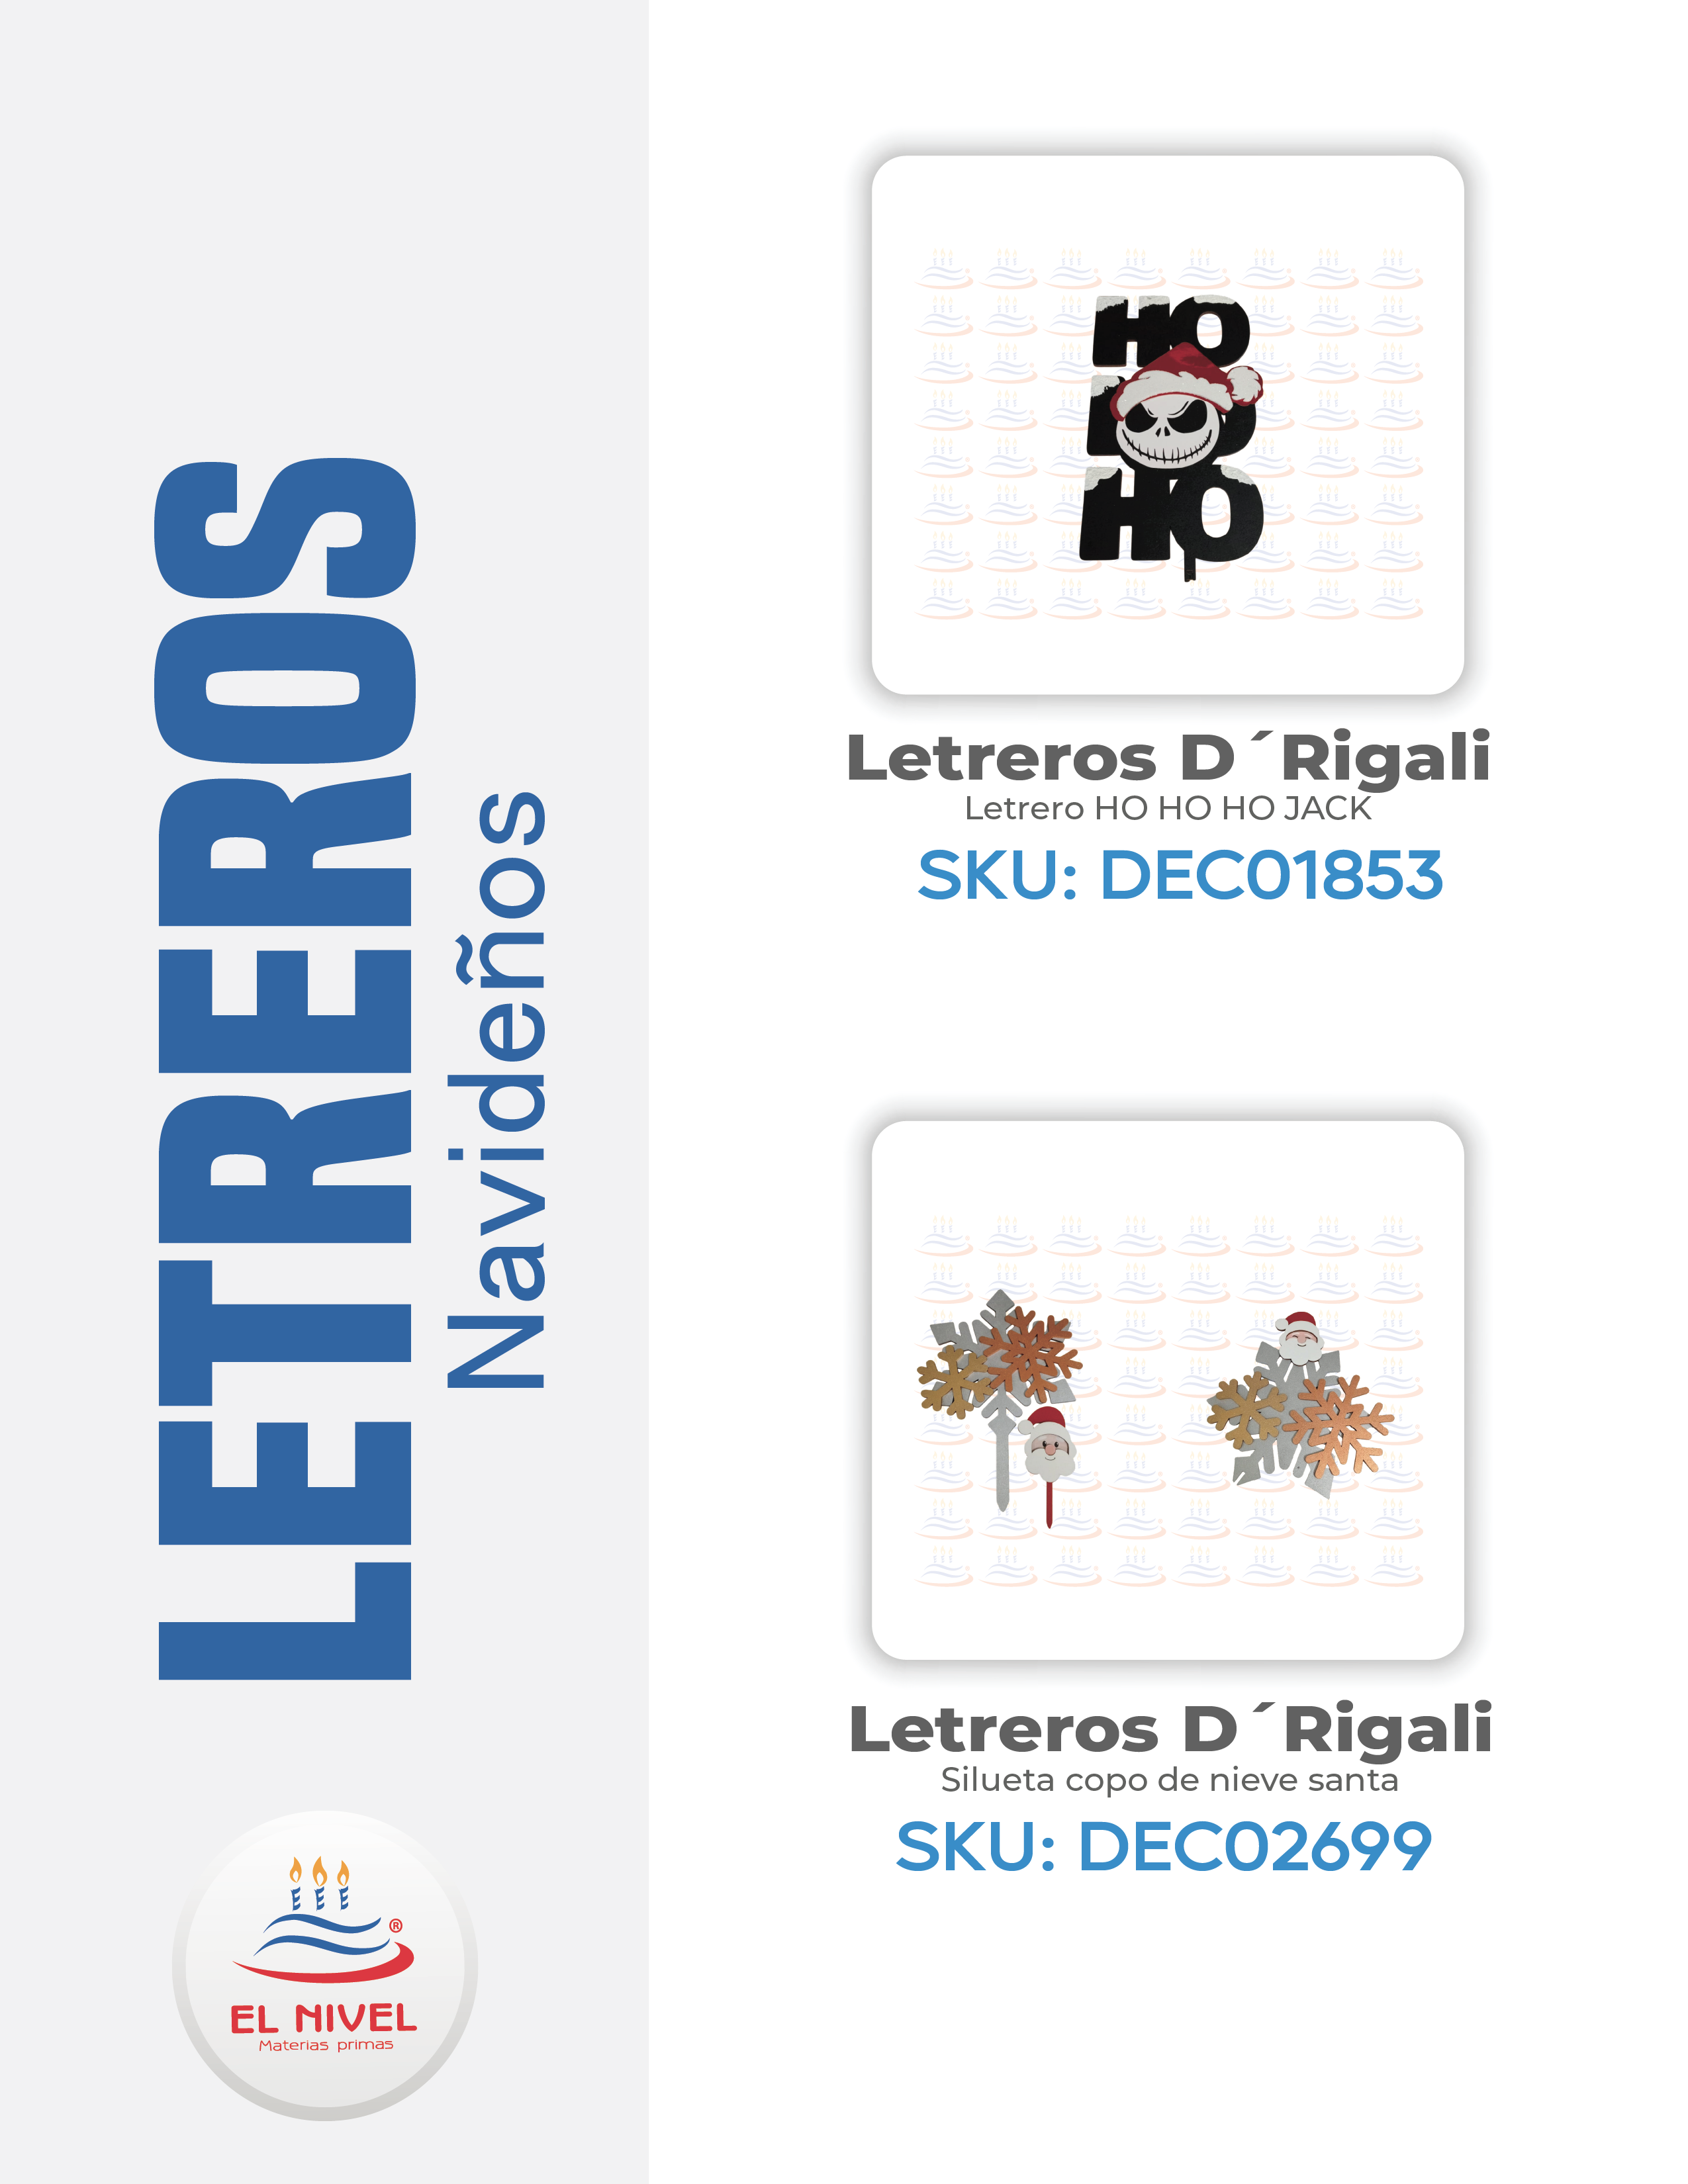 LETREROS
Navideños
HO
HO
HO
Letreros D´Rigali
Letrero HO HO HO JACK
SKU: DEC01853
Letreros D´Rigali
Silueta copo de nieve santa
SKU: DEC02699
®
EL NIVEL
Materias primas